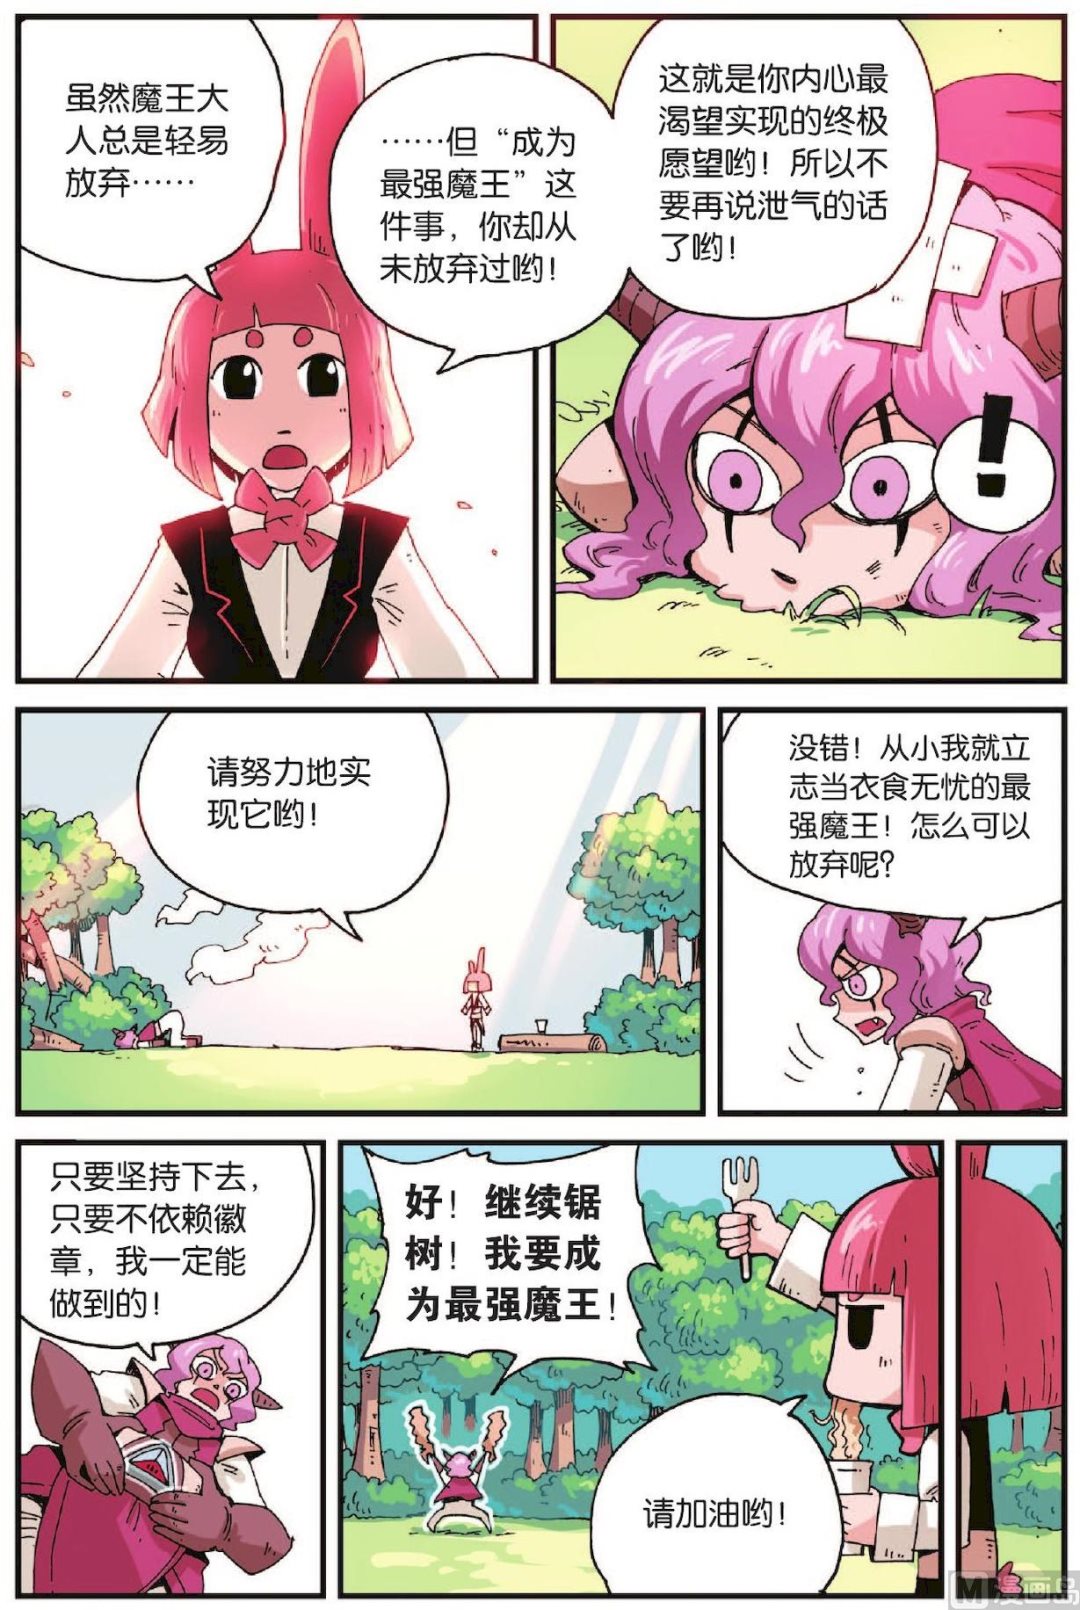 虽然魔王大
人总是轻易
放弃……
……但“成为
最强魔王”这
件事，你却从
未放弃过哟！
这就是你内心最
渴望实现的终极
愿望哟！所以不
要再说泄气的话
了哟！
！
请努力地实
现它哟！
没错！从小我就立
志当衣食无忧的最
强魔王！怎么可以
放弃呢？
只要坚持下去，
只要不依赖徽
章，我一定能
做到的！
好！继续锯
树！我要成
为最强魔王！
请加油哟！
M漫画岛